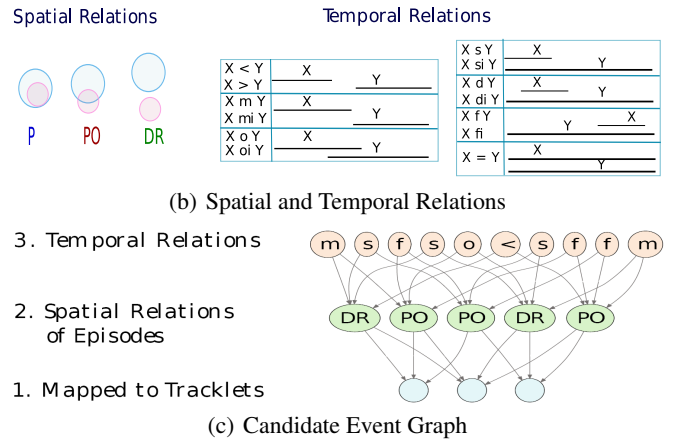 Spatial Relations
Temporal Relations
P PO DR
X < Y
X > Y
X Y
X m Y
X mi Y
X Y
X o Y
X oi Y
X Y
X s Y
X si Y
X Y
X d Y
X di Y
X Y
X f Y
X fi
Y X
X = Y
X
Y
(b) Spatial and Temporal Relations
3. Temporal Relations
m s f s o < s f f m
2. Spatial Relations
of Episodes
DR PO PO DR PO
1. Mapped to Tracklets
(c) Candidate Event Graph